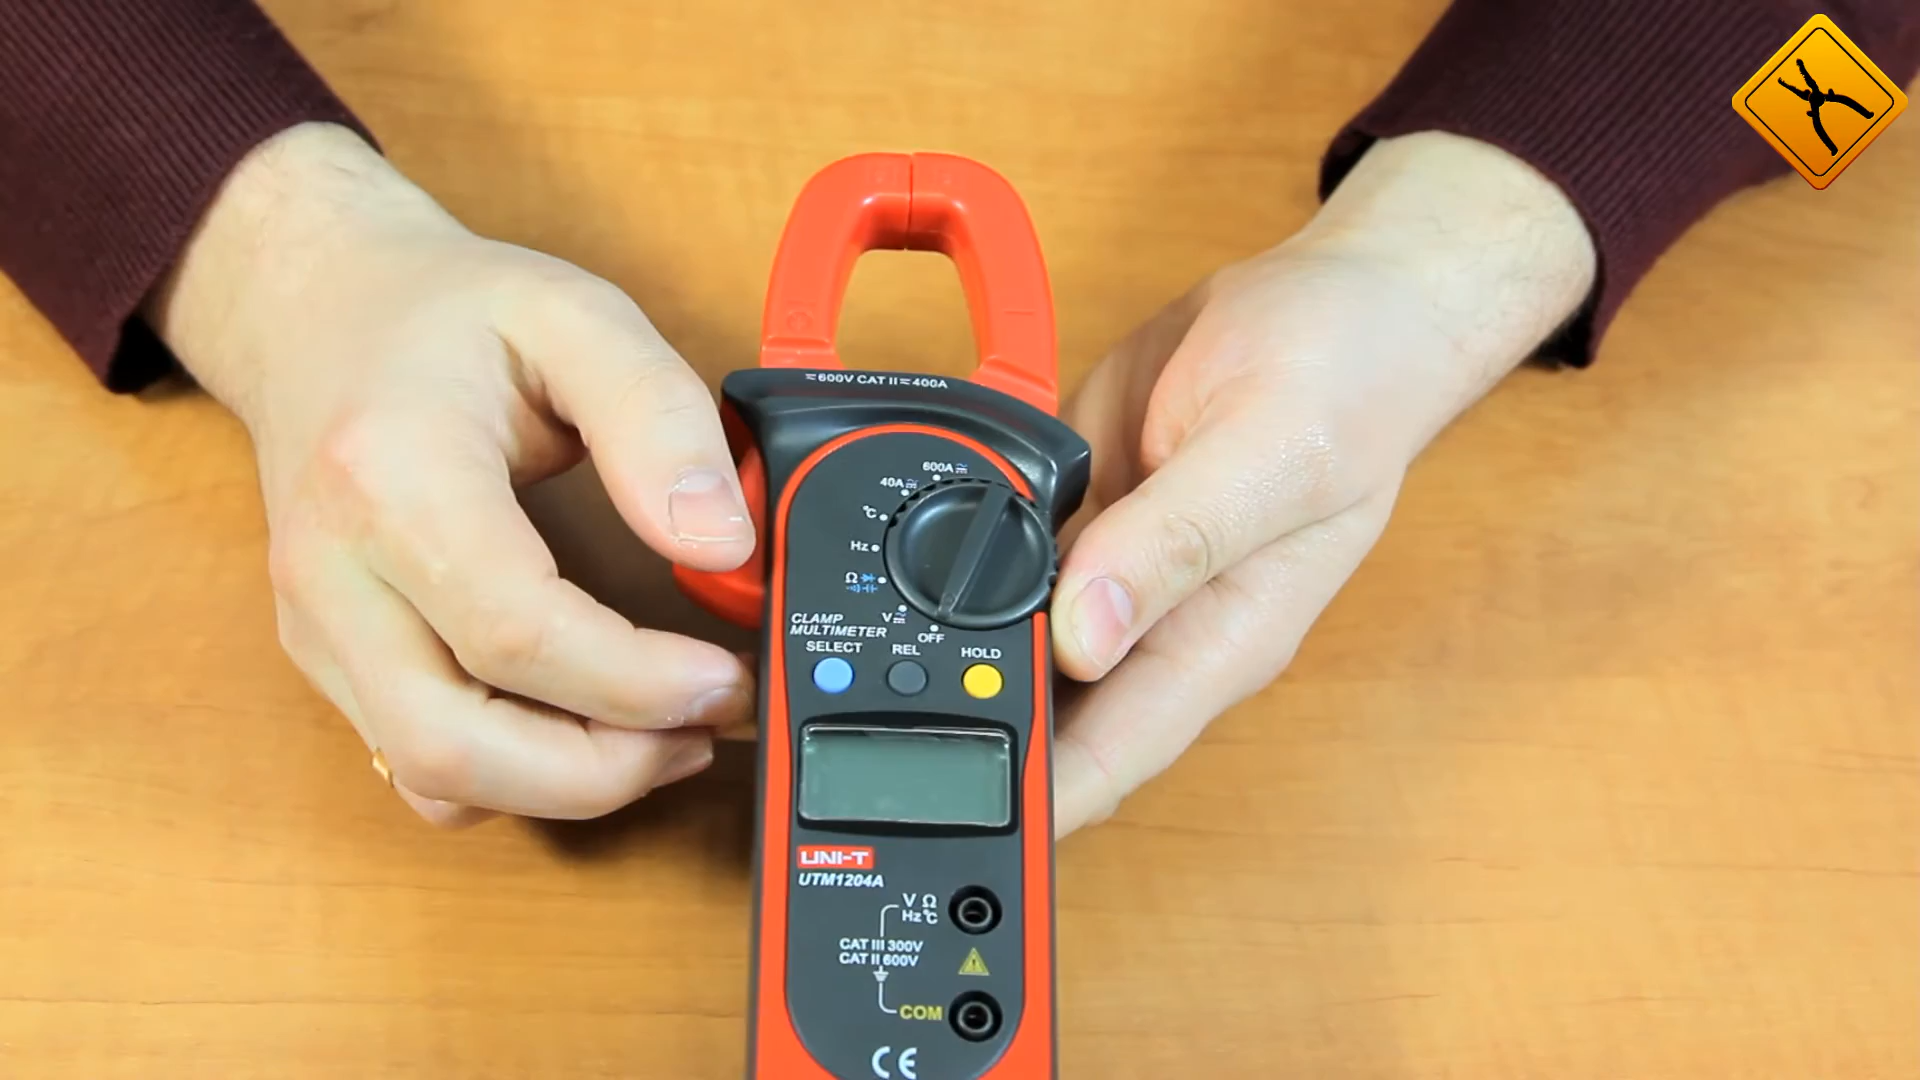 ≂600V CAT II≂400A
600A≂
40A≂
℃
Hz
Ω
V≂
OFF
CLAMP
MULTIMETER
SELECT REL HOLD
UNI-T
UTM1204A
V Ω
Hz℃
CAT III 300V
CAT II 600V
COM
CE